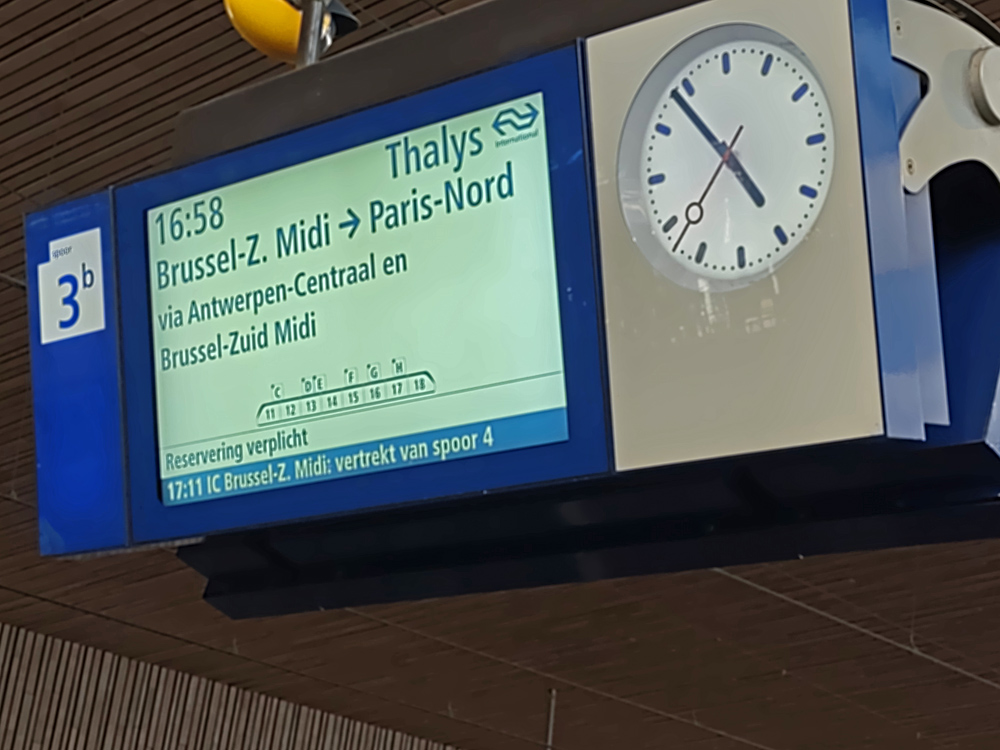 spoor
3b
Thalys
International
16:58
Brussel-Z. Midi → Paris-Nord
via Antwerpen-Centraal en
Brussel-Zuid Midi
C D E F G H
11 12 13 14 15 16 17 18
Reservering verplicht
17:11 IC Brussel-Z. Midi: vertrekt van spoor 4